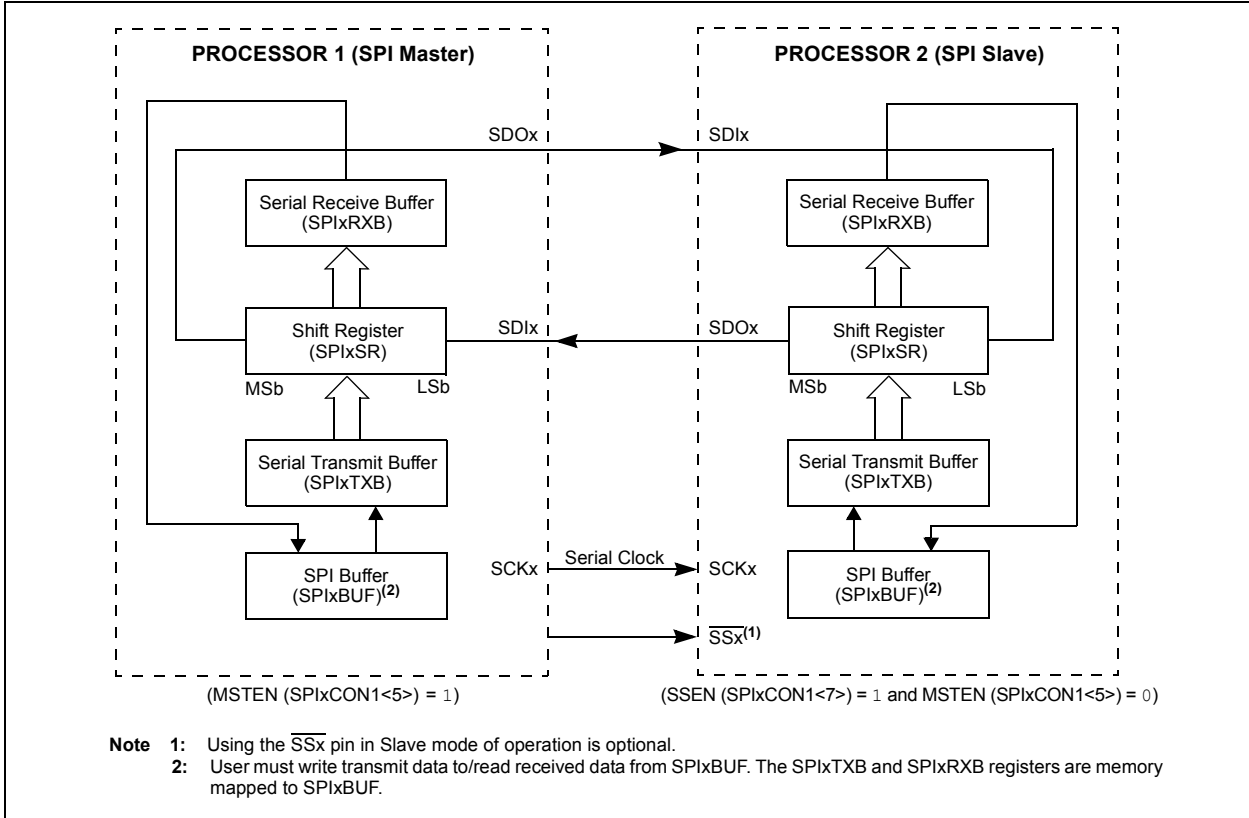 PROCESSOR 1 (SPI Master)
PROCESSOR 2 (SPI Slave)
SDOx
SDIx
Serial Receive Buffer
(SPIxRXB)
Serial Receive Buffer
(SPIxRXB)
Shift Register
(SPIxSR)
SDIx
SDOx
Shift Register
(SPIxSR)
MSb
LSb
MSb
LSb
Serial Transmit Buffer
(SPIxTXB)
Serial Transmit Buffer
(SPIxTXB)
SPI Buffer
(SPIxBUF)(2)
SCKx
Serial Clock
SCKx
SPI Buffer
(SPIxBUF)(2)
SSx(1)
(MSTEN (SPIxCON1<5>) = 1)
(SSEN (SPIxCON1<7>) = 1 and MSTEN (SPIxCON1<5>) = 0)
Note 1: Using the SSx pin in Slave mode of operation is optional.
2: User must write transmit data to/read received data from SPIxBUF. The SPIxTXB and SPIxRXB registers are memory
mapped to SPIxBUF.